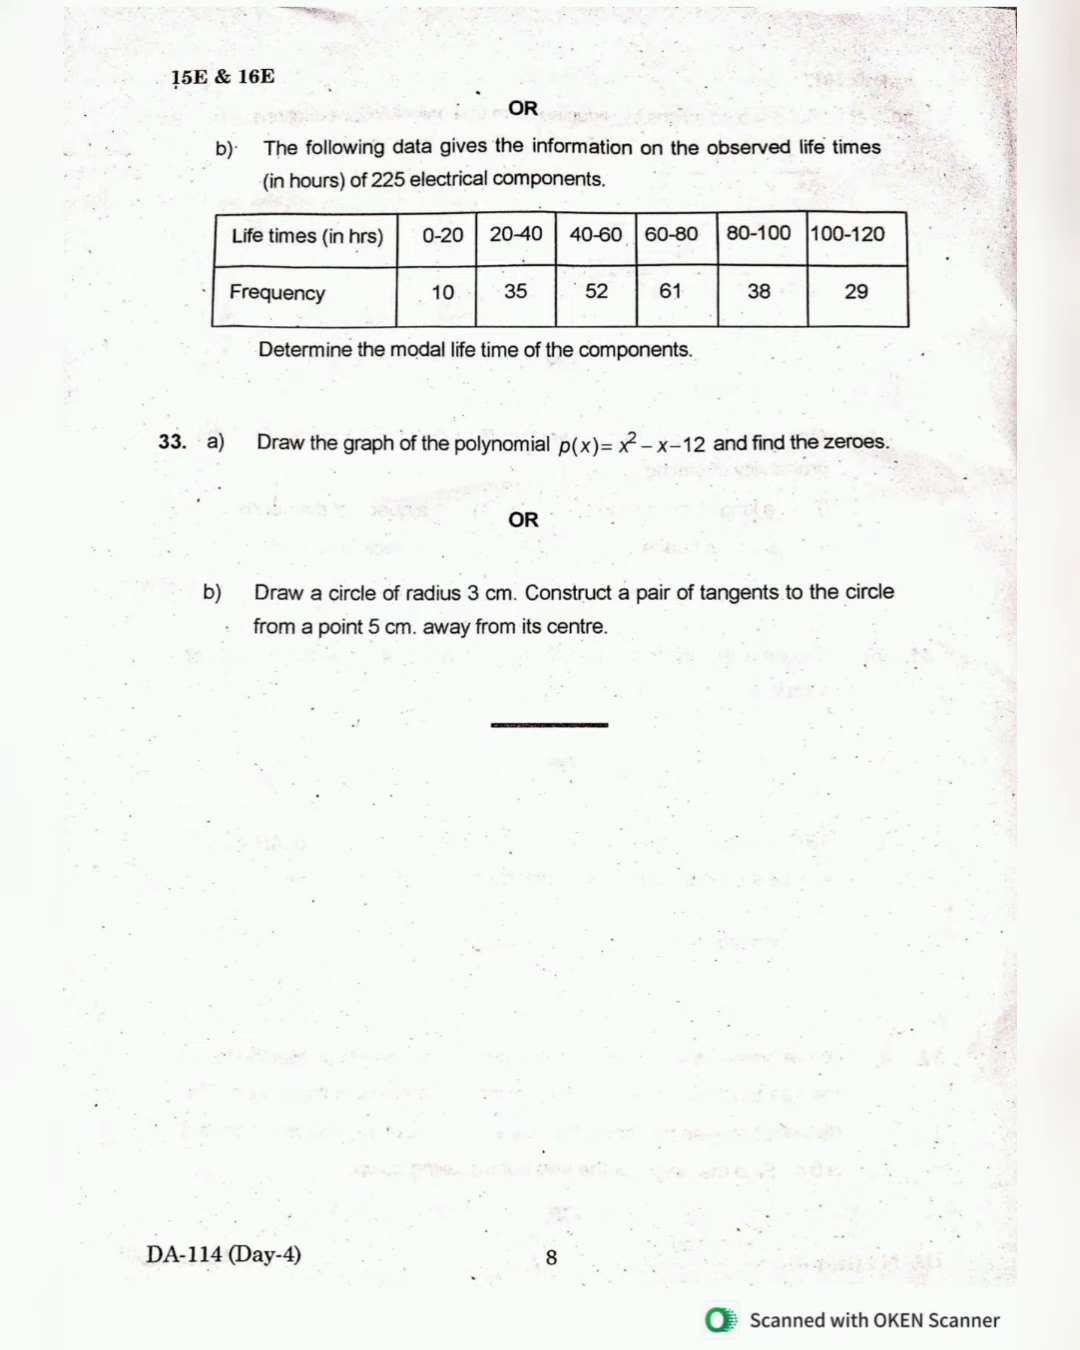 15E & 16E
OR
b) The following data gives the information on the observed life times
(in hours) of 225 electrical components.
Life times (in hrs) 0-20 20-40 40-60 60-80 80-100 100-120
Frequency 10 35 52 61 38 29
Determine the modal life time of the components.
33. a) Draw the graph of the polynomial p(x)= x² – x–12 and find the zeroes.
OR
b) Draw a circle of radius 3 cm. Construct a pair of tangents to the circle
from a point 5 cm. away from its centre.
DA-114 (Day-4) 8
Scanned with OKEN Scanner